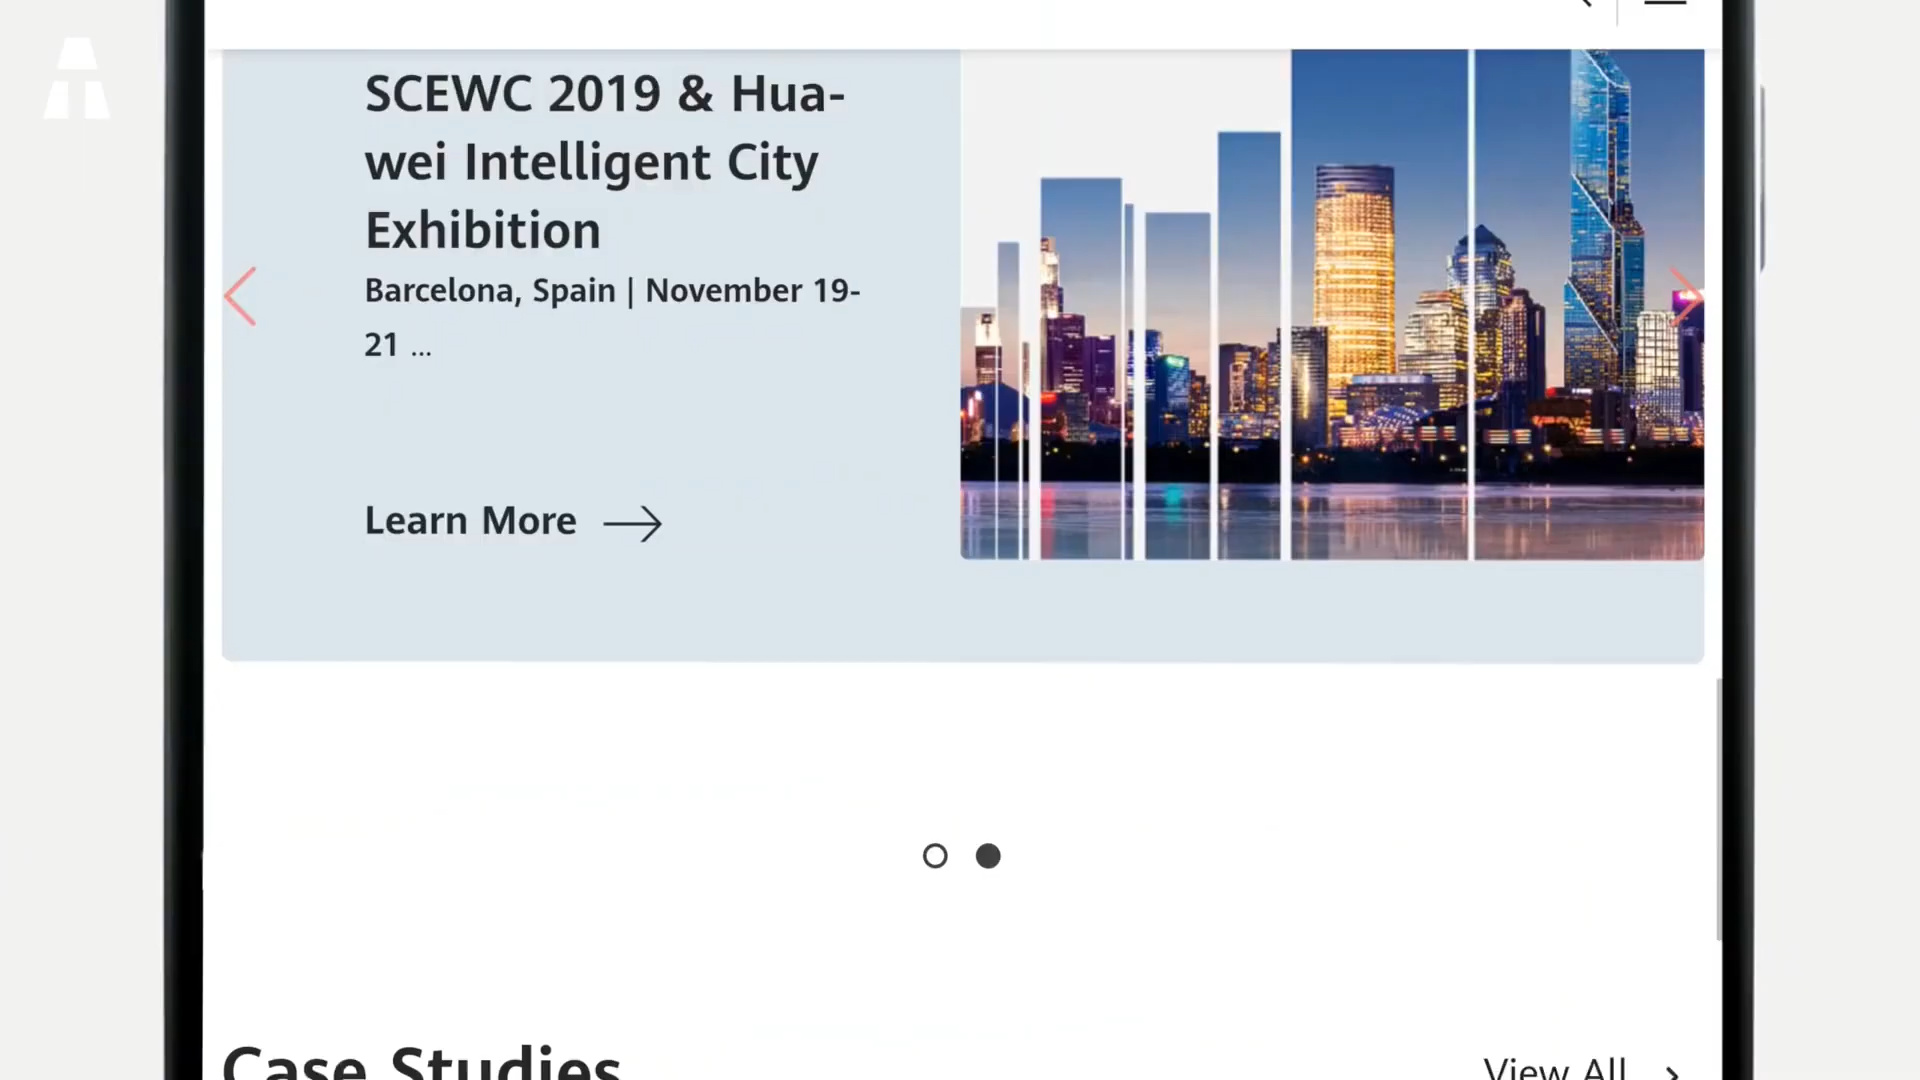 SCEWC 2019 & Hua-
wei Intelligent City
Exhibition
Barcelona, Spain | November 19-
21 ...
Learn More
Case Studies
View All